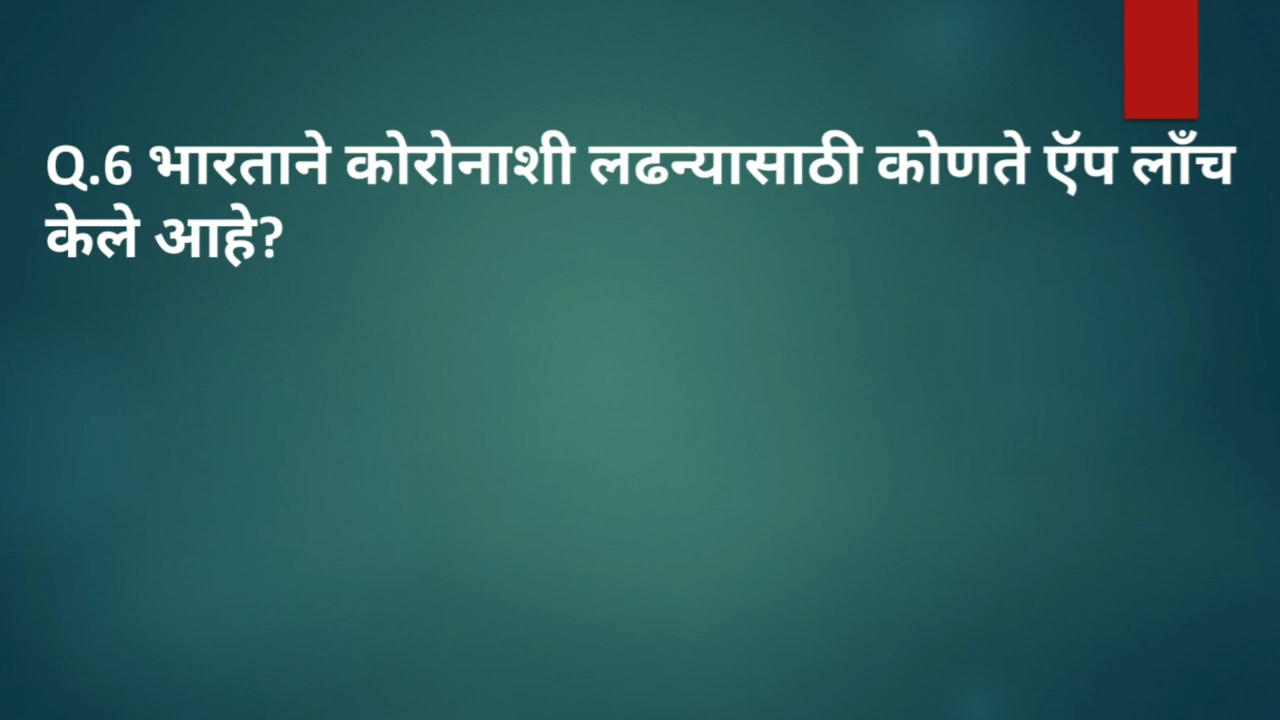 Q.6 भारताने कोरोनाशी लढन्यासाठी कोणते ऍप लाँच
केले आहे?